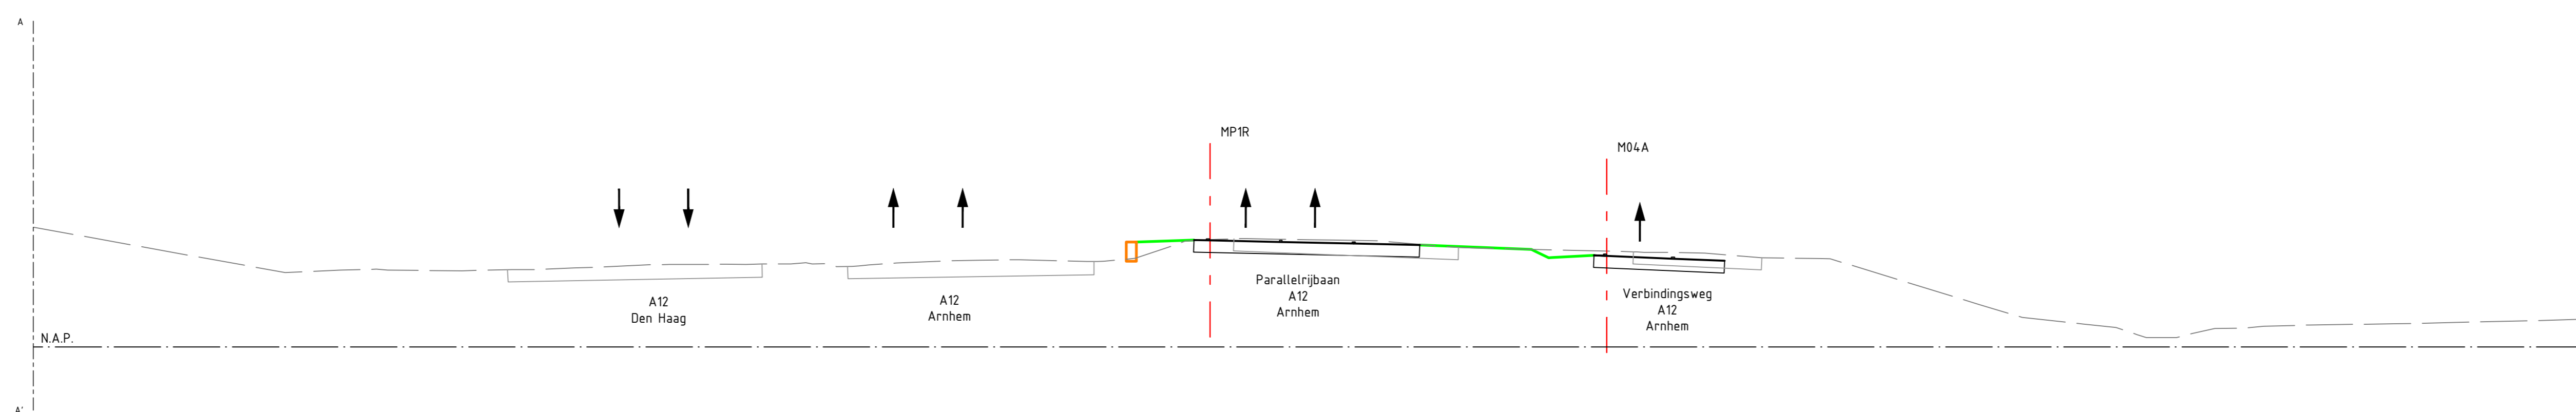 A
MP1R
M04A
A12
Den Haag
A12
Arnhem
Parallelrijbaan
A12
Arnhem
Verbindingsweg
A12
Arnhem
N.A.P.
A'